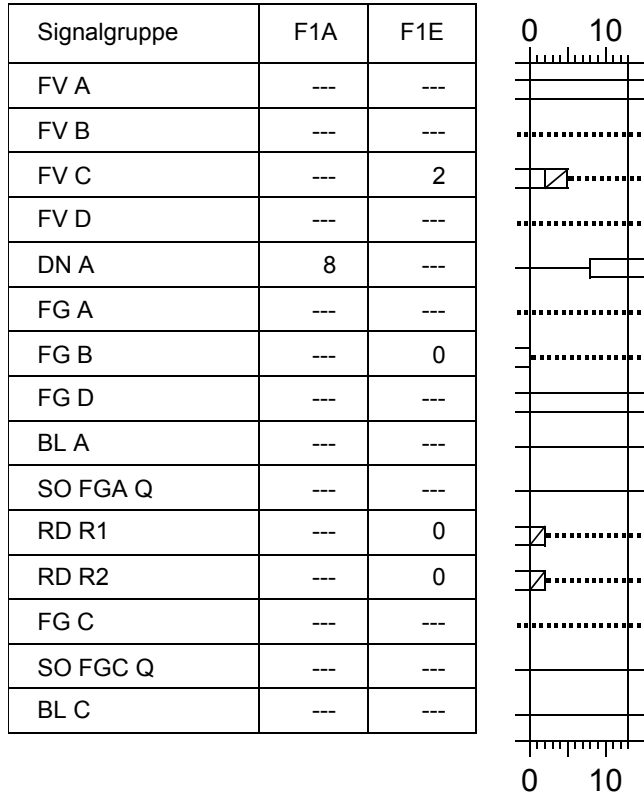 Signalgruppe F1A F1E 0 10
FV A --- ---
FV B --- ---
FV C --- 2
FV D --- ---
DN A 8 ---
FG A --- ---
FG B --- 0
FG D --- ---
BL A --- ---
SO FGA Q --- ---
RD R1 --- 0
RD R2 --- 0
FG C --- ---
SO FGC Q --- ---
BL C --- ---
0 10